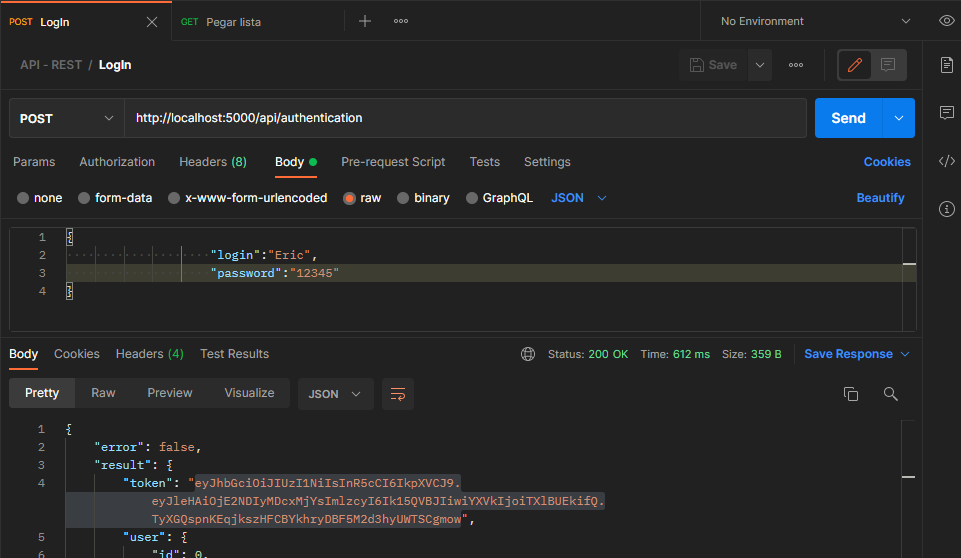 POST LogIn GET Pegar lista No Environment
API - REST / LogIn Save
POST http://localhost:5000/api/authentication Send
Params Authorization Headers (8) Body Pre-request Script Tests Settings Cookies
none form-data x-www-form-urlencoded raw binary GraphQL JSON Beautify
1 {
2 "login":"Eric",
3 "password":"12345"
4 }
Body Cookies Headers (4) Test Results Status: 200 OK Time: 612 ms Size: 359 B Save Response
Pretty Raw Preview Visualize JSON
1 {
2 "error": false,
3 "result": {
4 "token": "eyJhbGciOiJIUzI1NiIsInR5cCI6IkpXVCJ9.
eyJleHAiOjE2NDIyMDcxMjYsImlzcyI6Ik15QVBJIiwiYXVkIjoiTXlBUEkifQ.
TyXGQspnKEqjkszHFCBYkhryDBF5M2d3hyUWTSCgmow",
5 "user": {
6 "id": 0,